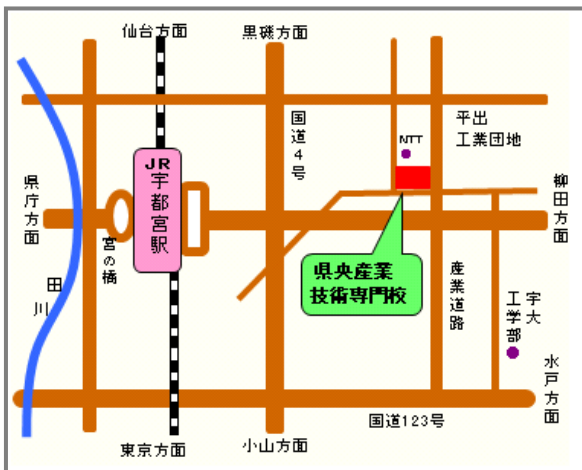 仙台方面
黒磯方面
国道4号
NTT
平出
工業団地
JR
宇都宮駅
県庁方面
柳田方面
宮の橋
田川
県央産業
技術専門校
産業道路
宇大
工学部
水戸方面
国道123号
東京方面
小山方面